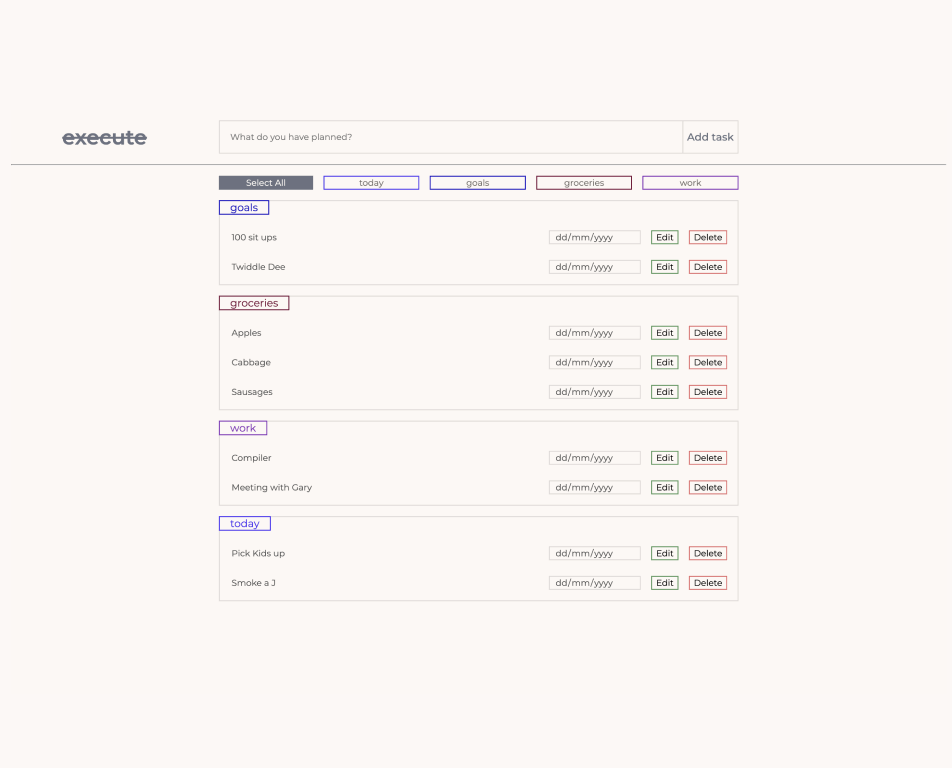 execute
What do you have planned? Add task
Select All today goals groceries work
goals
100 sit ups dd/mm/yyyy Edit Delete
Twiddle Dee dd/mm/yyyy Edit Delete
groceries
Apples dd/mm/yyyy Edit Delete
Cabbage dd/mm/yyyy Edit Delete
Sausages dd/mm/yyyy Edit Delete
work
Compiler dd/mm/yyyy Edit Delete
Meeting with Gary dd/mm/yyyy Edit Delete
today
Pick Kids up dd/mm/yyyy Edit Delete
Smoke a J dd/mm/yyyy Edit Delete